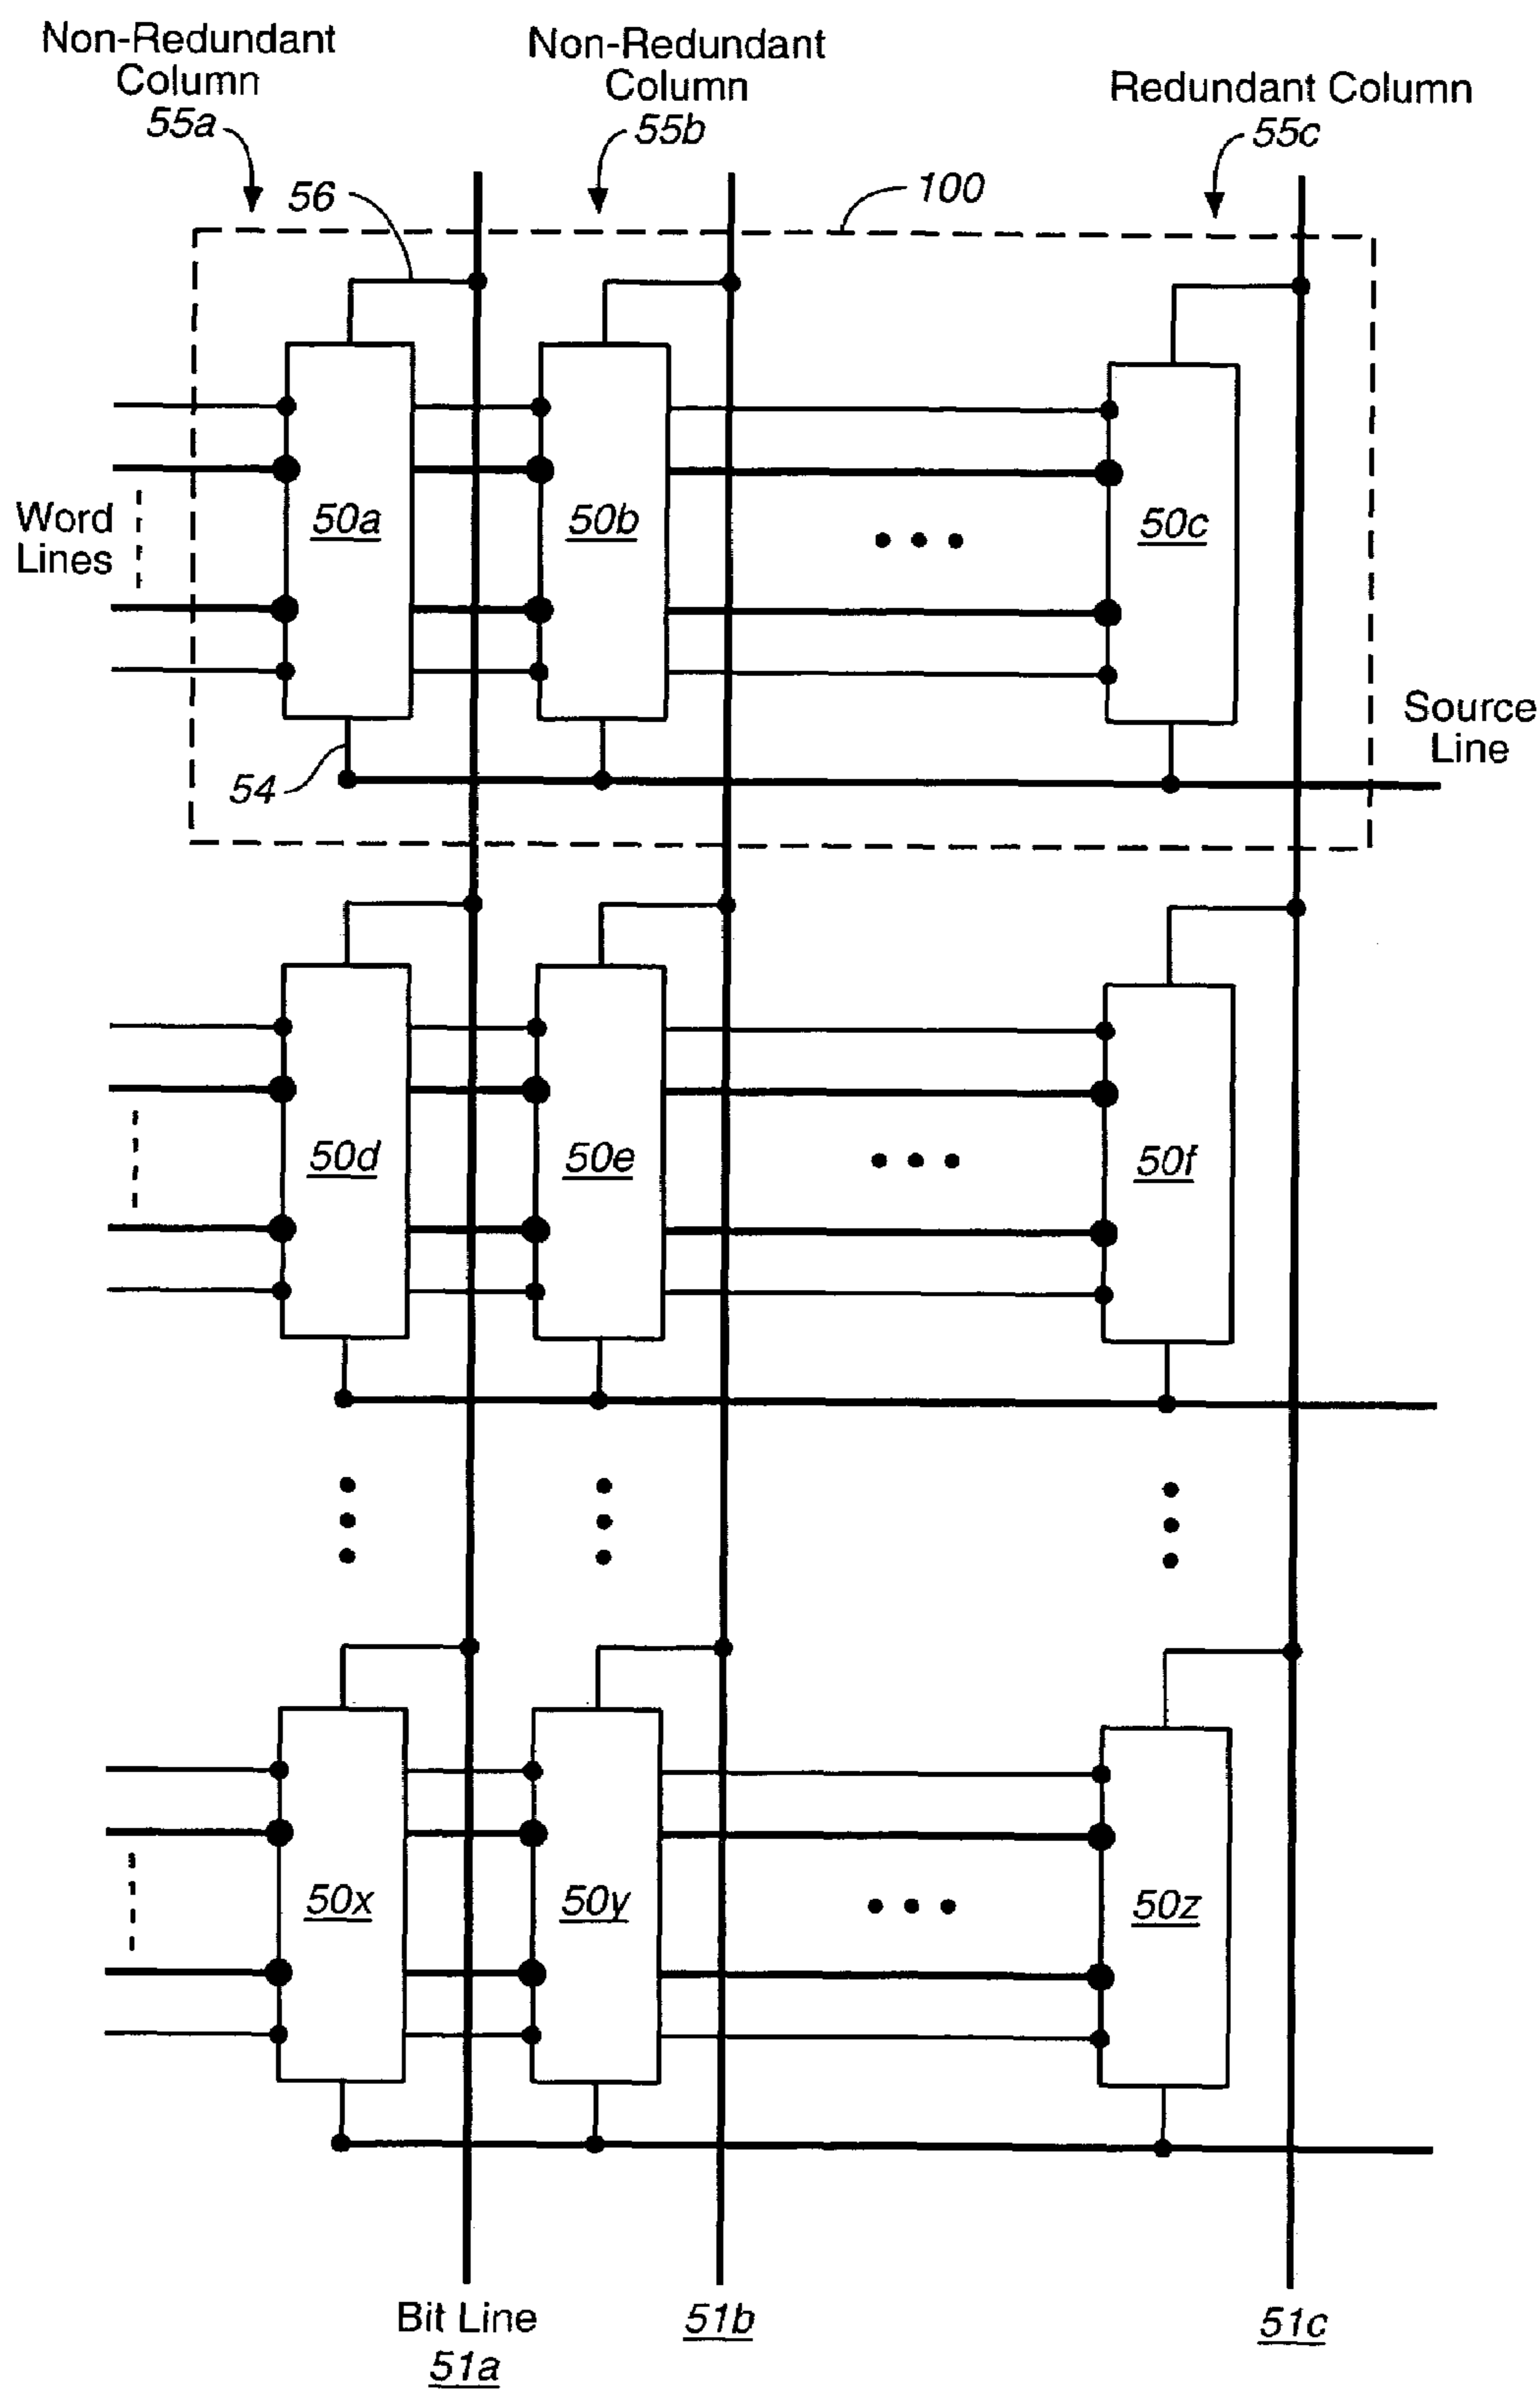 Non-Redundant
Column
55a
Non-Redundant
Column
55b
Redundant Column
55c
56
100
Word
Lines
50a
50b
50c
54
Source
Line
50d
50e
50f
50x
50y
50z
Bit Line
51a
51b
51c